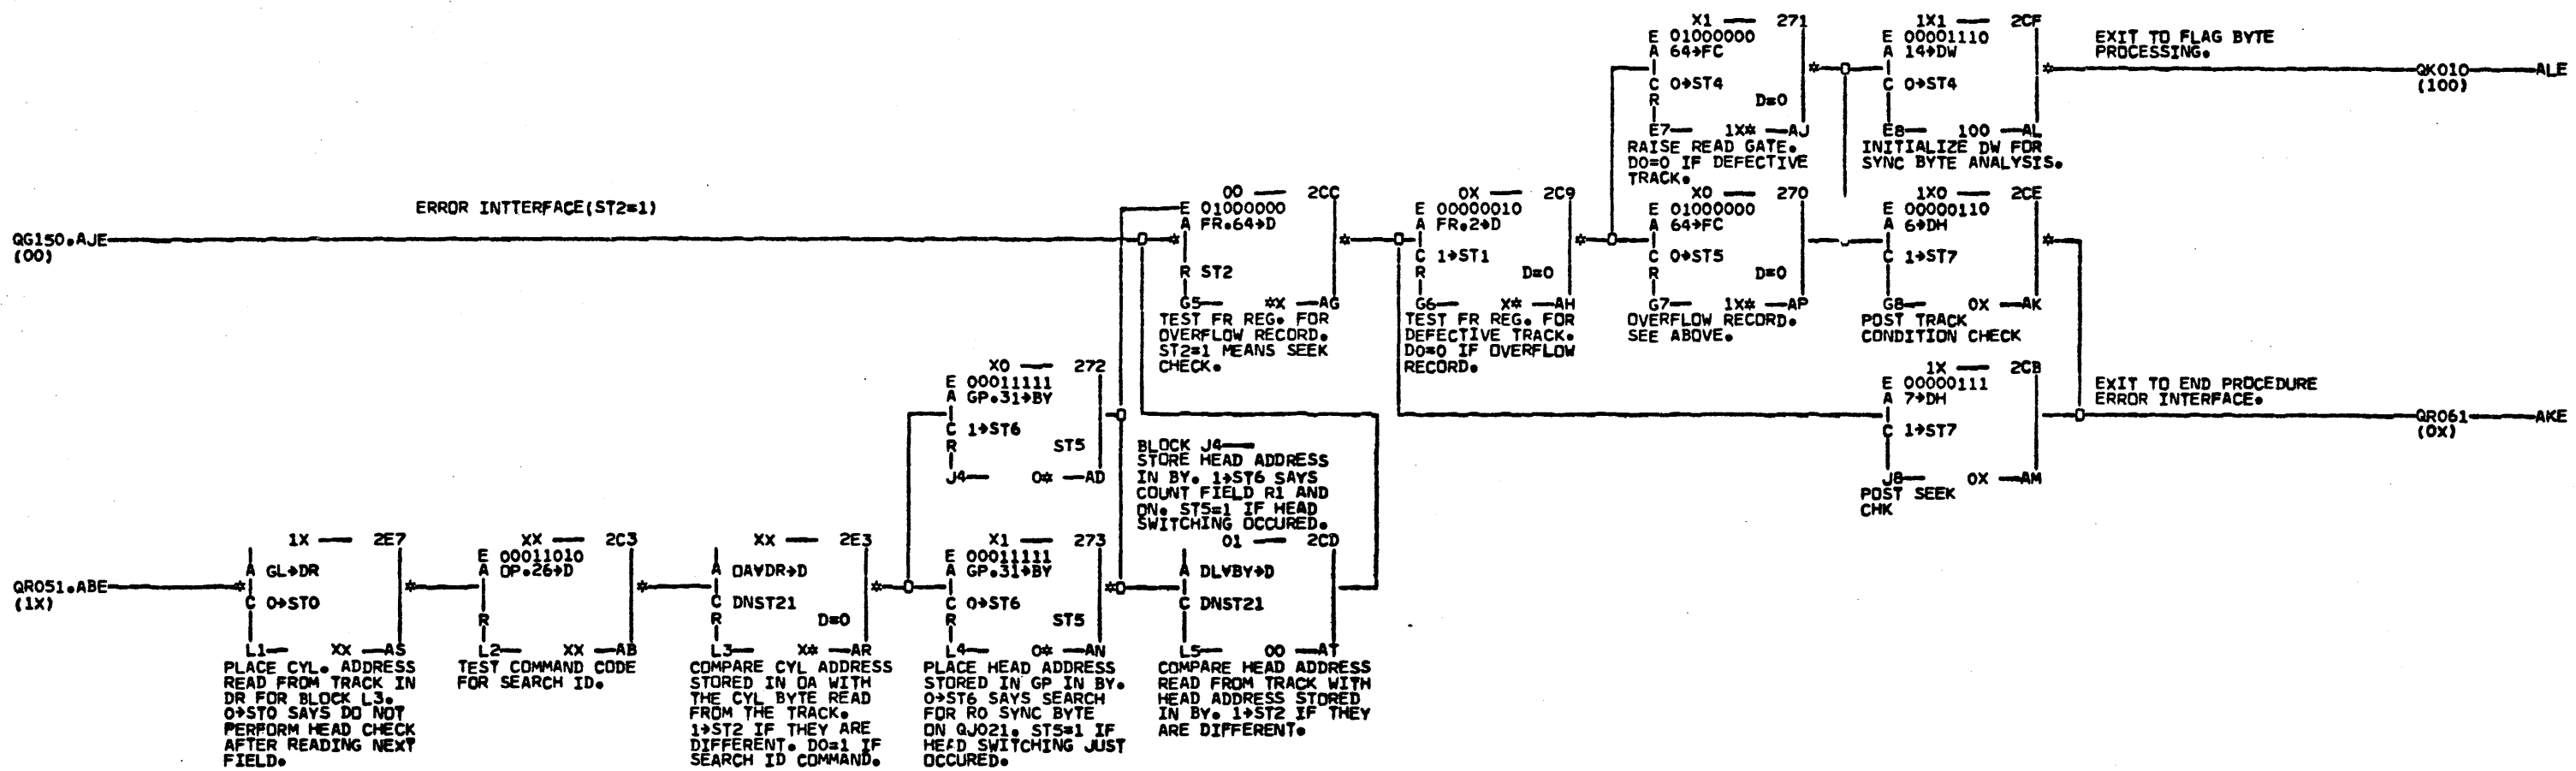 X1 — 271
E 01000000
A 64→FC
C 0→ST4
R D=0
E7— 1X* —AJ
RAISE READ GATE.
DO=0 IF DEFECTIVE
TRACK.
1X1 — 2CF
E 00001110
A 14→DW
C 0→ST4
E8— 100 —AL
INITIALIZE DW FOR
SYNC BYTE ANALYSIS.
EXIT TO FLAG BYTE
PROCESSING.
* QK010 ALE
(100)
ERROR INTTERFACE(ST2=1)
QG150.AJE
(00)
00 — 2CC
E 01000000
A FR.64→D
*
R ST2
G5— *X —AG
TEST FR REG. FOR
OVERFLOW RECORD.
ST2=1 MEANS SEEK
CHECK.
0X — 2C9
E 00000010
A FR.2→D
C 1→ST1
R D=0
G6— X* —AH
TEST FR REG. FOR
DEFECTIVE TRACK.
DO=0 IF OVERFLOW
RECORD.
X0 — 270
E 01000000
A 64→FC
C 0→ST5
R D=0
G7— 1X* —AP
OVERFLOW RECORD.
SEE ABOVE.
1X0 — 2CE
E 00000110
A 6→DH
C 1→ST7
G8— 0X —AK
POST TRACK
CONDITION CHECK
X0 — 272
E 00011111
A GP.31→BY
C 1→ST6
R ST5
J4— 0* —AD
BLOCK J4—
STORE HEAD ADDRESS
IN BY. 1→ST6 SAYS
COUNT FIELD R1 AND
ON. ST5=1 IF HEAD
SWITCHING OCCURED.
1X — 2CB
E 00000111
A 7→DH
C 1→ST7
J8— 0X —AM
POST SEEK
CHK
EXIT TO END PROCEDURE
ERROR INTERFACE.
QR061 AKE
(0X)
QR051.ABE
(1X)
1X — 2E7
A GL→DR
*
C 0→ST0
L1— XX —AS
PLACE CYL. ADDRESS
READ FROM TRACK IN
DR FOR BLOCK L3.
0→ST0 SAYS DO NOT
PERFORM HEAD CHECK
AFTER READING NEXT
FIELD.
XX — 2C3
E 00011010
A OP.26→D
R
L2— XX —AB
TEST COMMAND CODE
FOR SEARCH ID.
XX — 2E3
A OA∀DR→D
C DNST21
R D=0
L3— X* —AR
COMPARE CYL ADDRESS
STORED IN OA WITH
THE CYL BYTE READ
FROM THE TRACK.
1→ST2 IF THEY ARE
DIFFERENT. DO=1 IF
SEARCH ID COMMAND.
X1 — 273
E 00011111
A GP.31→BY
C 0→ST6
R ST5
L4— 0* —AN
PLACE HEAD ADDRESS
STORED IN GP IN BY.
0→ST6 SAYS SEARCH
FOR R0 SYNC BYTE
ON QJ021. ST5=1 IF
HEAD SWITCHING JUST
OCCURED.
01 — 2CD
A DL∀BY→D
C DNST21
L5— 00 —AT
COMPARE HEAD ADDRESS
READ FROM TRACK WITH
HEAD ADDRESS STORED
IN BY. 1→ST2 IF THEY
ARE DIFFERENT.